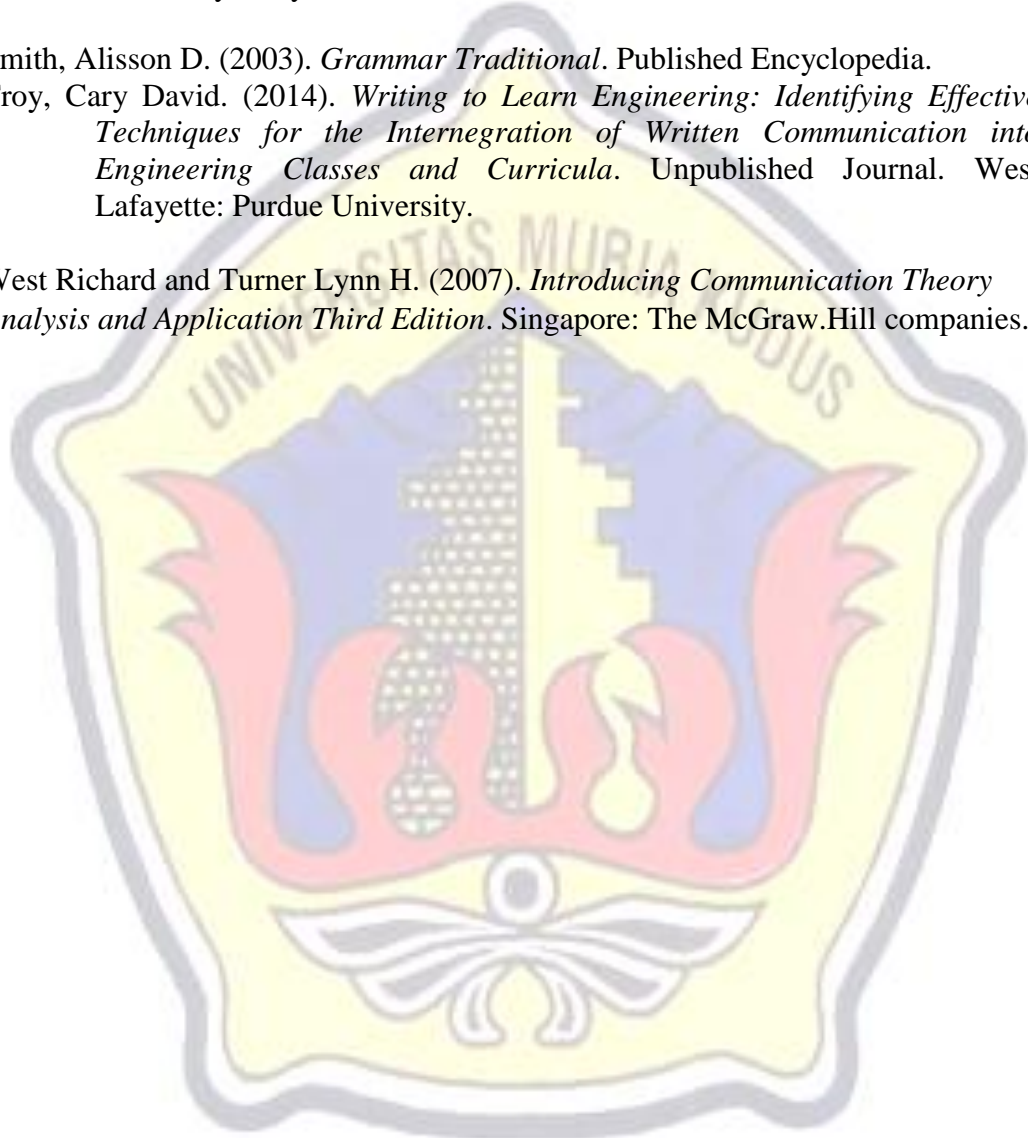 mith, Alisson D. (2003). Grammar Traditional. Published Encyclopedia.
roy, Cary David. (2014). Writing to Learn Engineering: Identifying Effective
Techniques for the Internegration of Written Communication into
Engineering Classes and Curricula. Unpublished Journal. Wes
Lafayette: Purdue University.
West Richard and Turner Lynn H. (2007). Introducing Communication Theory
nalysis and Application Third Edition. Singapore: The McGraw.Hill companies.
UNIVERSITAS MURIA KUDUS